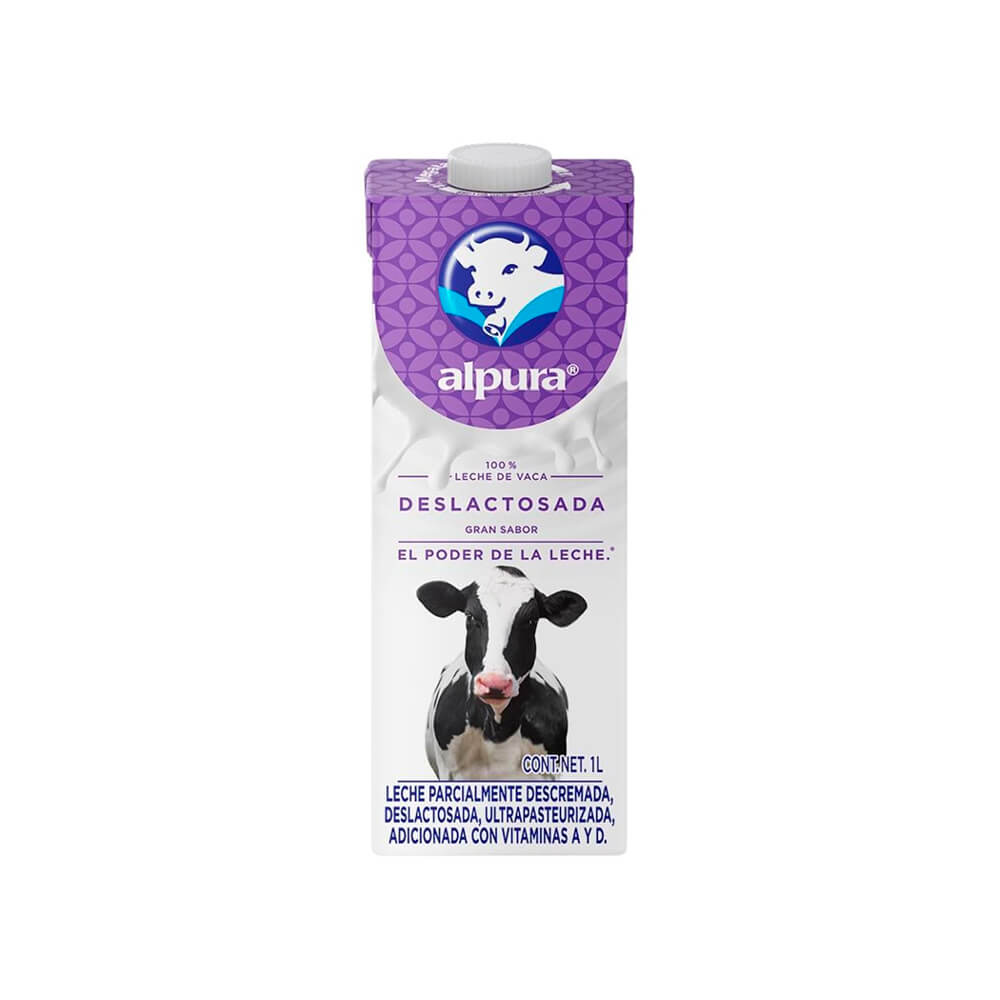 alpura®
100 %
LECHE DE VACA
DESLACTOSADA
GRAN SABOR
EL PODER DE LA LECHE.®
CONT. NET. 1L
LECHE PARCIALMENTE DESCREMADA,
DESLACTOSADA, ULTRAPASTEURIZADA,
ADICIONADA CON VITAMINAS A Y D.